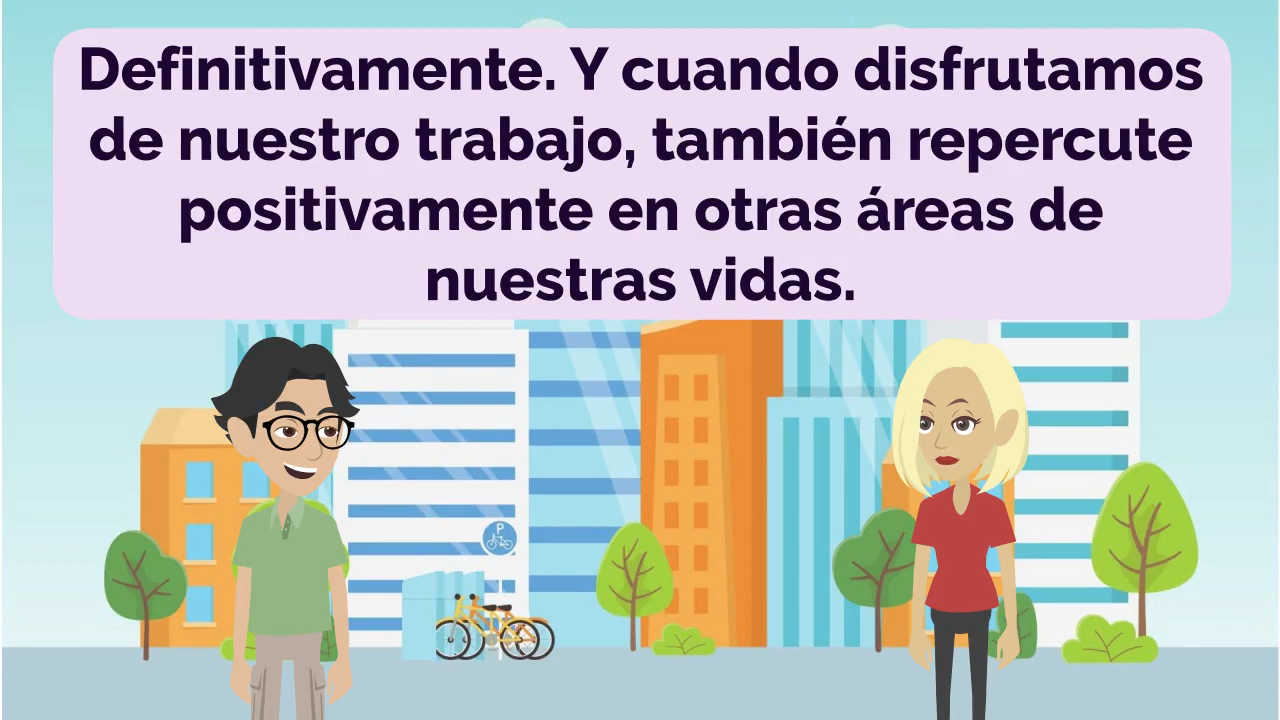 Definitivamente. Y cuando disfrutamos
de nuestro trabajo, también repercute
positivamente en otras áreas de
nuestras vidas.
P